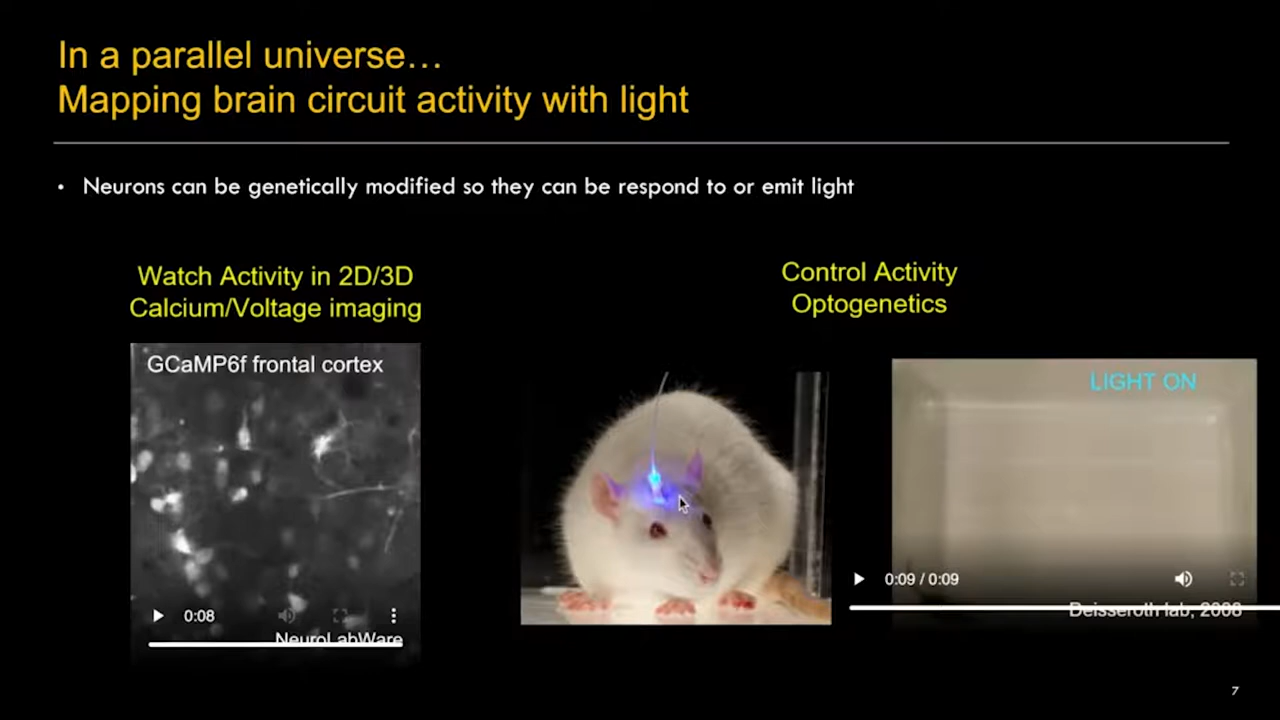 In a parallel universe…
Mapping brain circuit activity with light
• Neurons can be genetically modified so they can be respond to or emit light
Watch Activity in 2D/3D
Calcium/Voltage imaging
Control Activity
Optogenetics
GCaMP6f frontal cortex
LIGHT ON
0:08
NeuroLabWare
0:09 / 0:09
Deisseroth lab, 2006
7